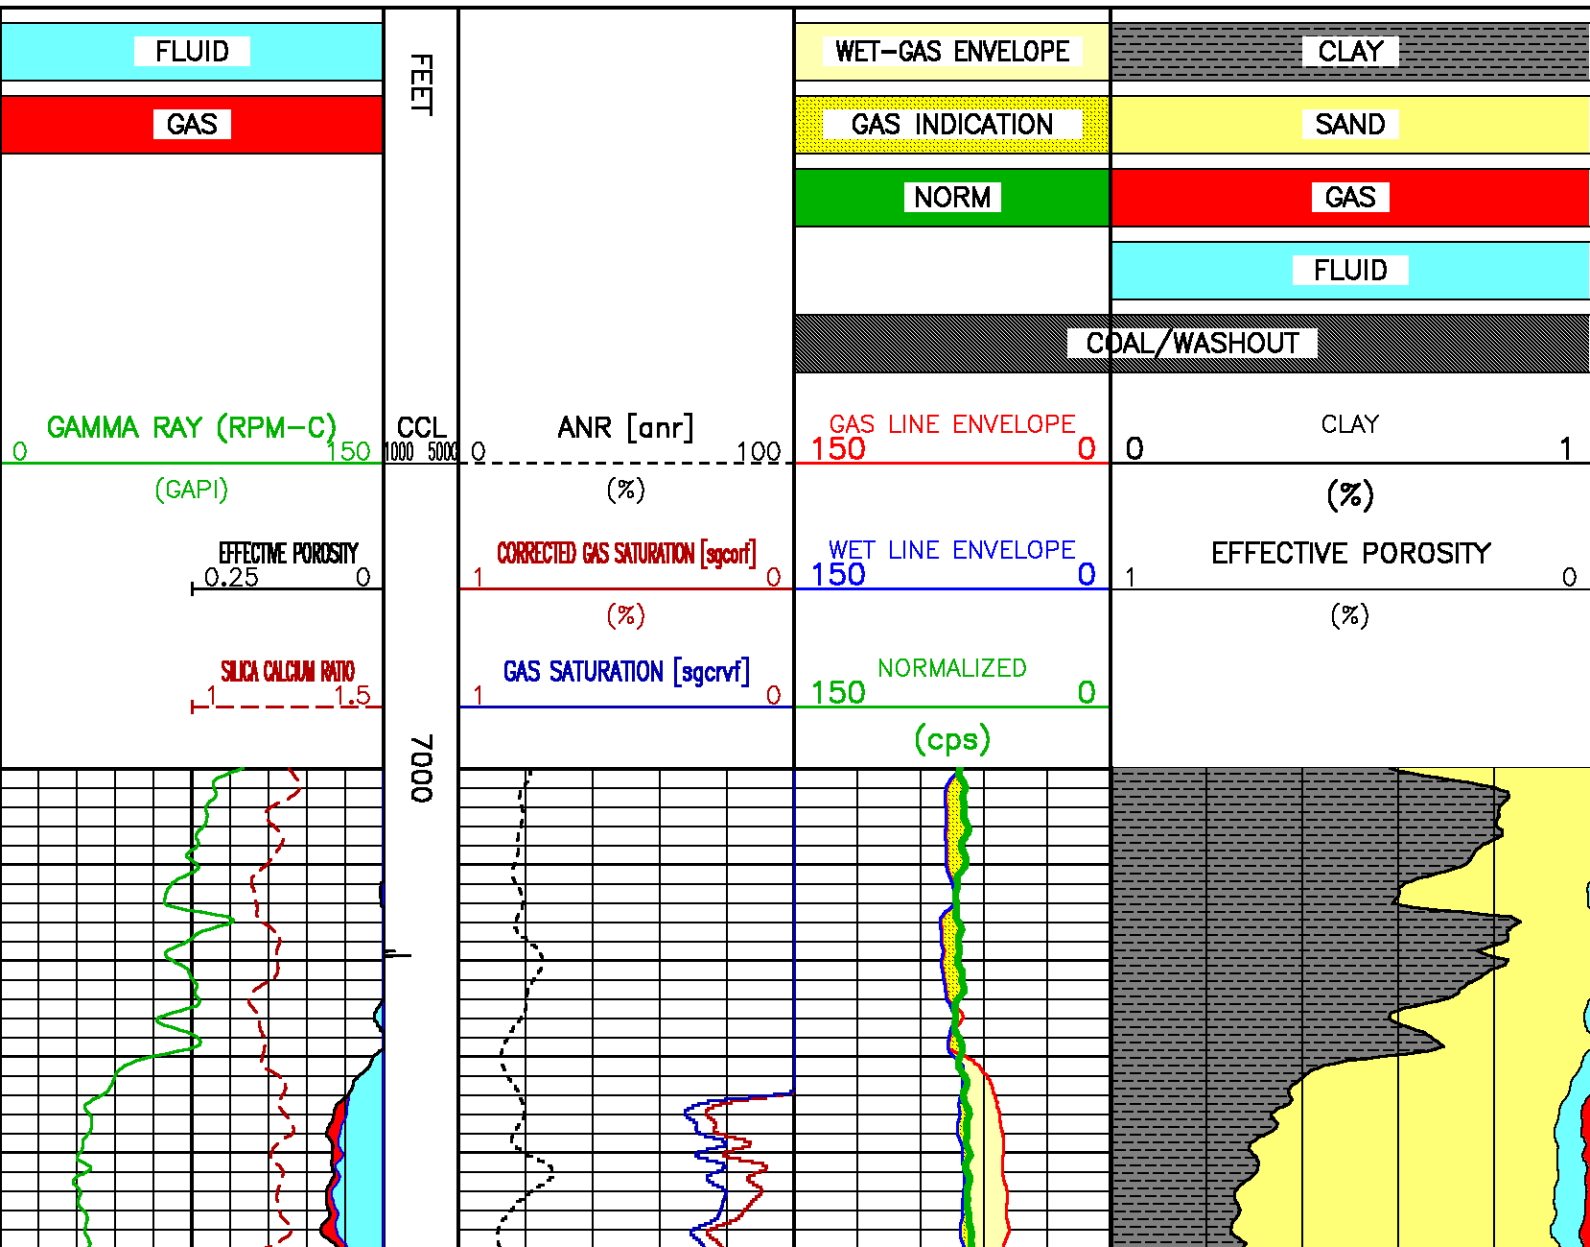 FLUID
GAS
GAMMA RAY (RPM-C)
0 150
(GAPI)
EFFECTIVE POROSITY
0.25 0
SILICA CALCIUM RATIO
1 1.5
FEET
CCL
1000 5000
7000
ANR [anr]
0 100
(%)
CORRECTED GAS SATURATION [sgcorf]
1 0
(%)
GAS SATURATION [sgcrvf]
1 0
WET-GAS ENVELOPE
GAS INDICATION
NORM
COAL/WASHOUT
GAS LINE ENVELOPE
150 0
WET LINE ENVELOPE
150 0
NORMALIZED
150 0
(cps)
CLAY
SAND
GAS
FLUID
CLAY
0 1
(%)
EFFECTIVE POROSITY
1 0
(%)